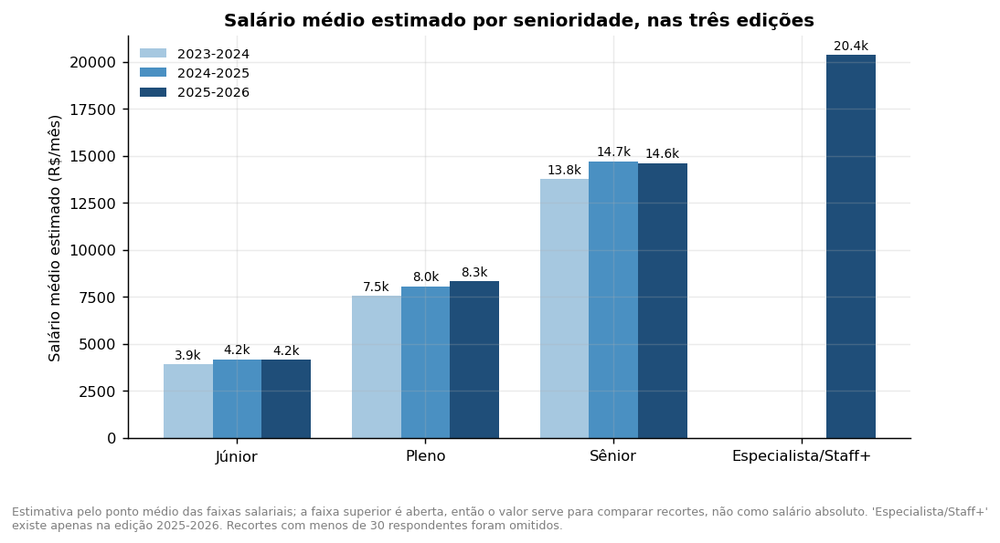 Salário médio estimado por senioridade, nas três edições
2023-2024
2024-2025
2025-2026
Salário médio estimado (R$/mês)
20000
17500
15000
12500
10000
7500
5000
2500
0
3.9k
4.2k
4.2k
7.5k
8.0k
8.3k
13.8k
14.7k
14.6k
20.4k
Júnior
Pleno
Sênior
Especialista/Staff+
Estimativa pelo ponto médio das faixas salariais; a faixa superior é aberta, então o valor serve para comparar recortes, não como salário absoluto. 'Especialista/Staff+'
existe apenas na edição 2025-2026. Recortes com menos de 30 respondentes foram omitidos.